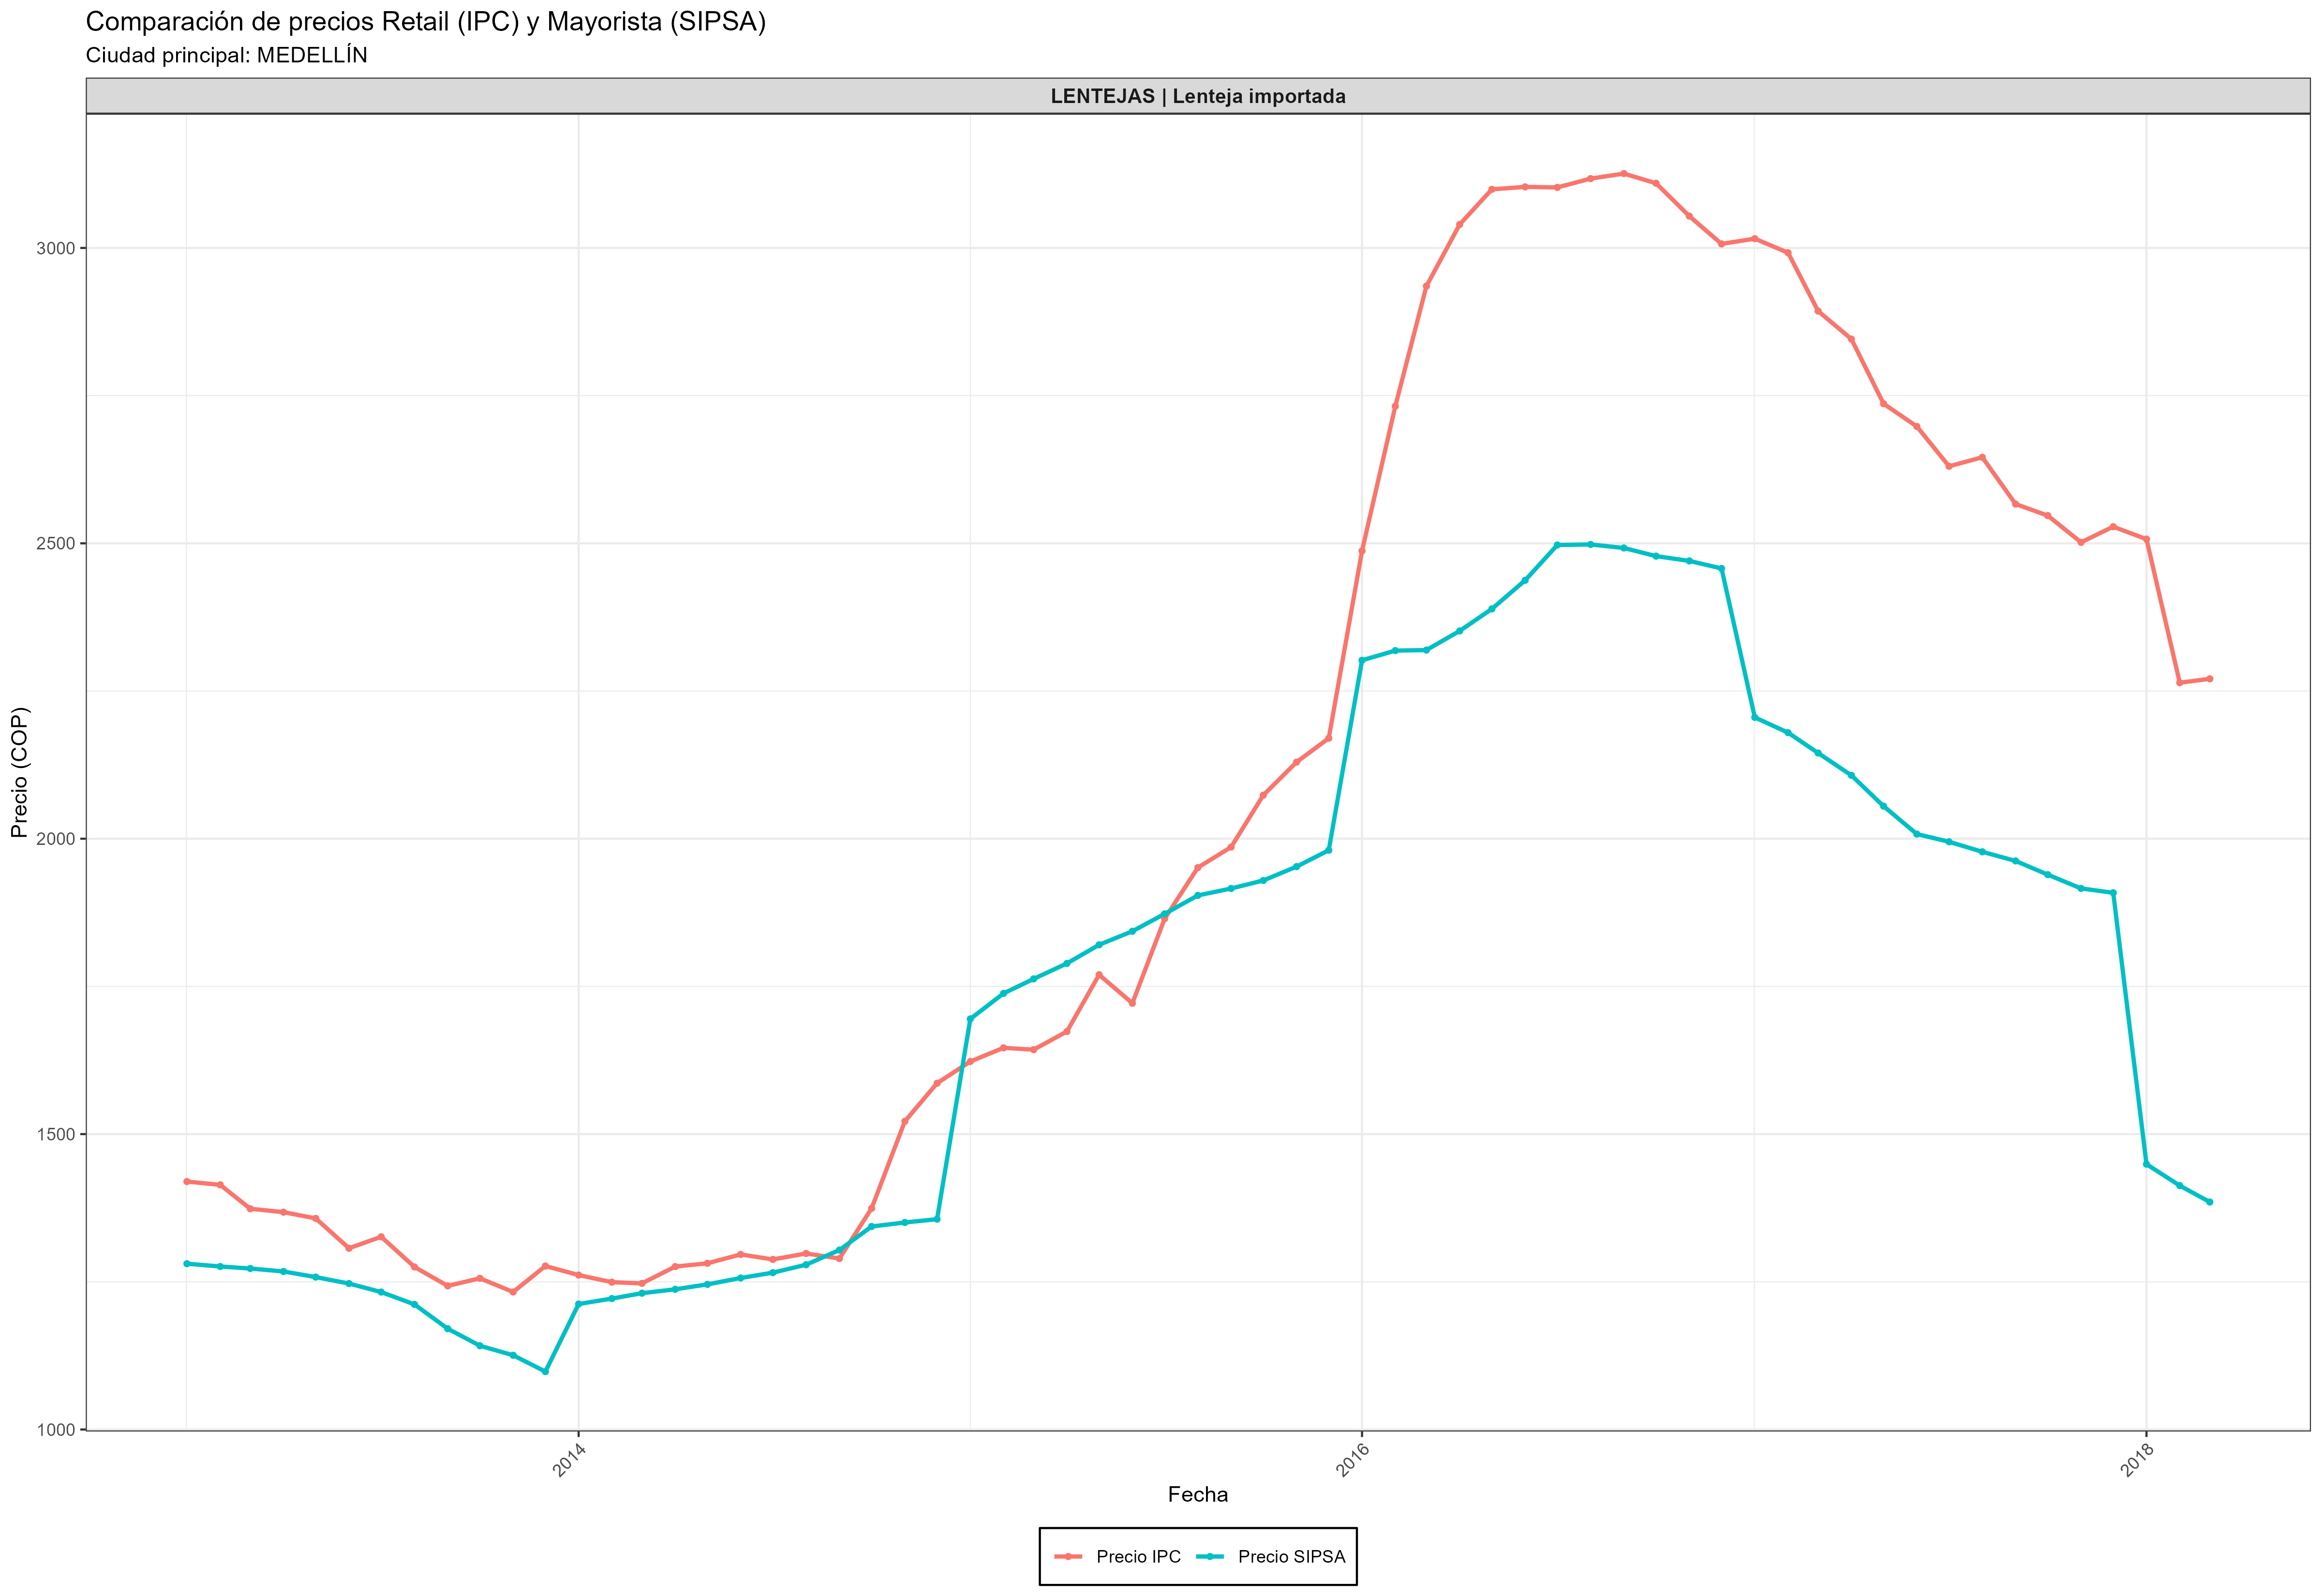 Comparación de precios Retail (IPC) y Mayorista (SIPSA)
Ciudad principal: MEDELLÍN
LENTEJAS | Lenteja importada
Precio (COP)
3000
2500
2000
1500
1000
2014
2016
2018
Fecha
Precio IPC
Precio SIPSA